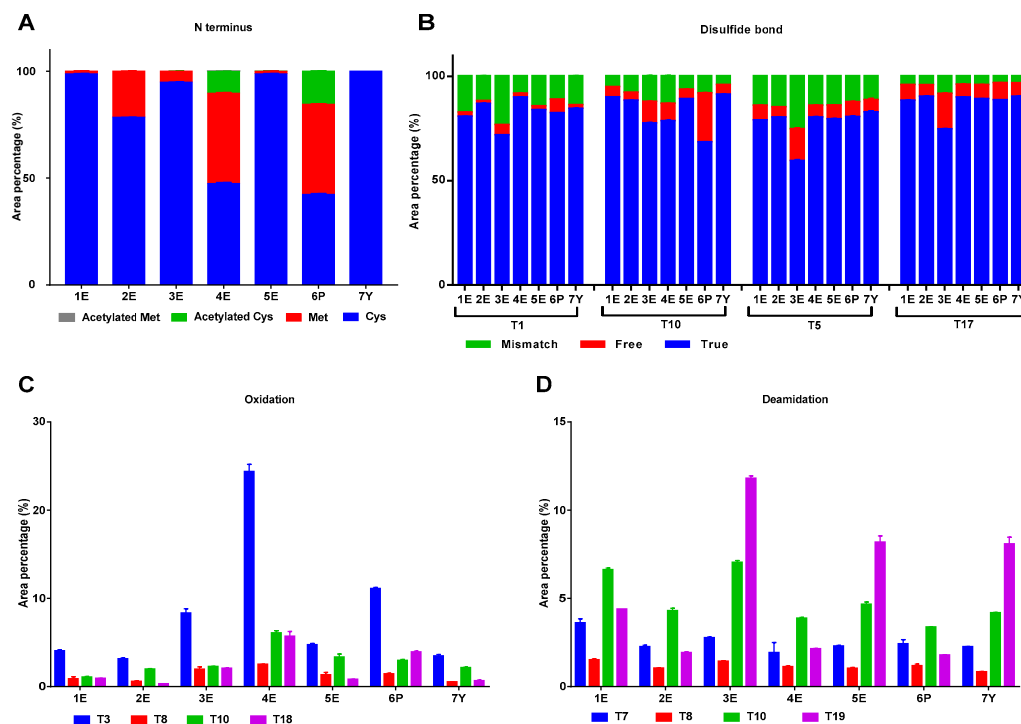 A
N terminus
Area percentage (%)
100
50
0
1E 2E 3E 4E 5E 6P 7Y
Acetylated Met Acetylated Cys Met Cys
B
Disulfide bond
Area percentage (%)
100
50
0
1E 2E 3E 4E 5E 6P 7Y 1E 2E 3E 4E 5E 6P 7Y 1E 2E 3E 4E 5E 6P 7Y 1E 2E 3E 4E 5E 6P 7Y
T1 T10 T5 T17
Mismatch Free True
C
Oxidation
Area percentage (%)
30
20
10
0
1E 2E 3E 4E 5E 6P 7Y
T3 T8 T10 T18
D
Deamidation
Area percentage (%)
15
10
5
0
1E 2E 3E 4E 5E 6P 7Y
T7 T8 T10 T19